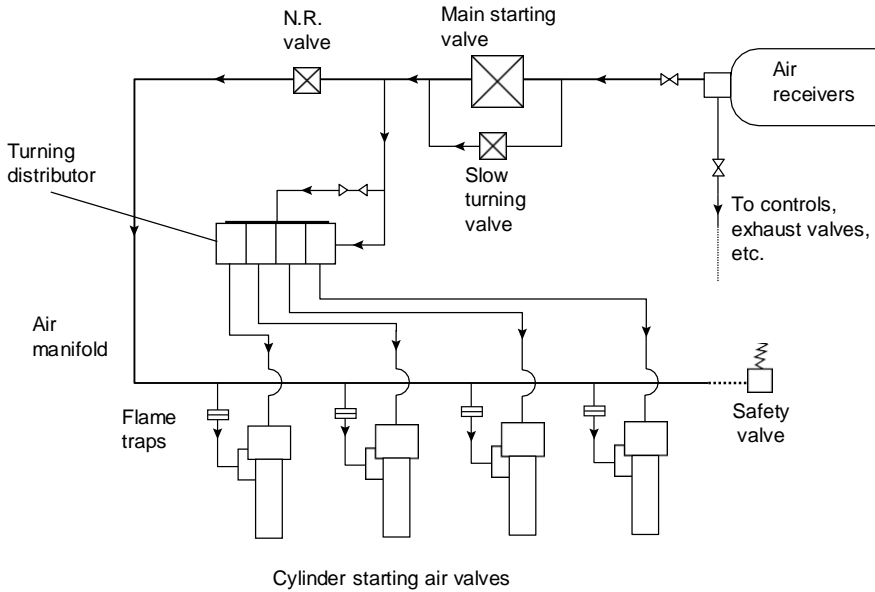 N.R.
valve
Main starting
valve
Air
receivers
Slow
turning
valve
Turning
distributor
To controls,
exhaust valves,
etc.
Air
manifold
Flame
traps
Safety
valve
Cylinder starting air valves